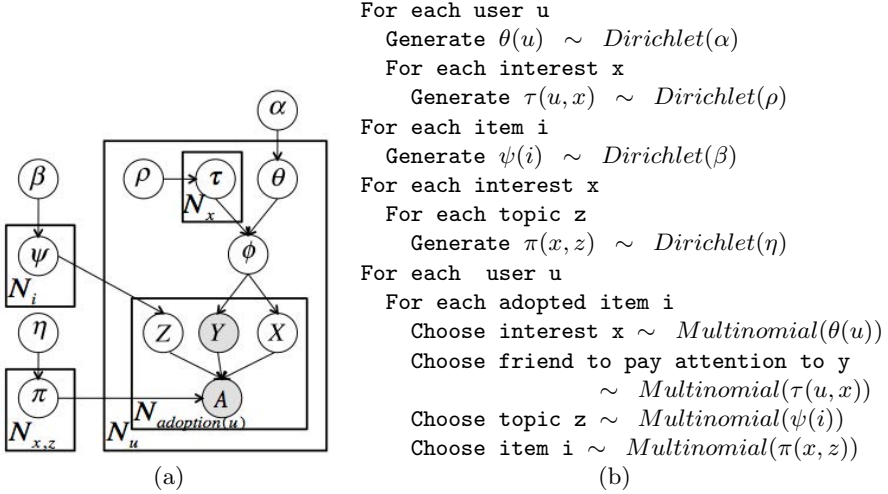 α
β
ρ
τ
θ
N_x
ψ
N_i
ϕ
η
Z
Y
X
π
A
N_{x,z}
N_{adoption(u)}
N_u
(a)
For each user u
Generate θ(u) ∼ Dirichlet(α)
For each interest x
Generate τ(u, x) ∼ Dirichlet(ρ)
For each item i
Generate ψ(i) ∼ Dirichlet(β)
For each interest x
For each topic z
Generate π(x, z) ∼ Dirichlet(η)
For each user u
For each adopted item i
Choose interest x ∼ Multinomial(θ(u))
Choose friend to pay attention to y
∼ Multinomial(τ(u, x))
Choose topic z ∼ Multinomial(ψ(i))
Choose item i ∼ Multinomial(π(x, z))
(b)